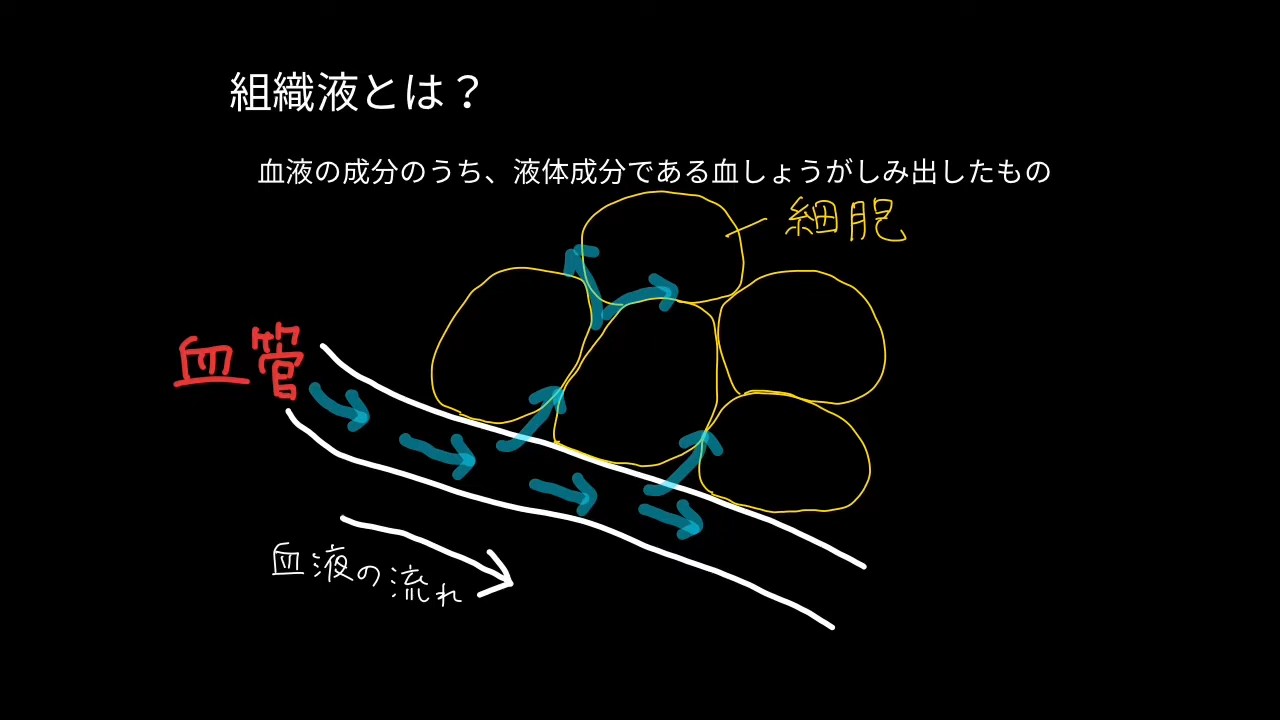 組織液とは？
血液の成分のうち、液体成分である血しょうがしみ出したもの
細胞
血管
血液の流れ